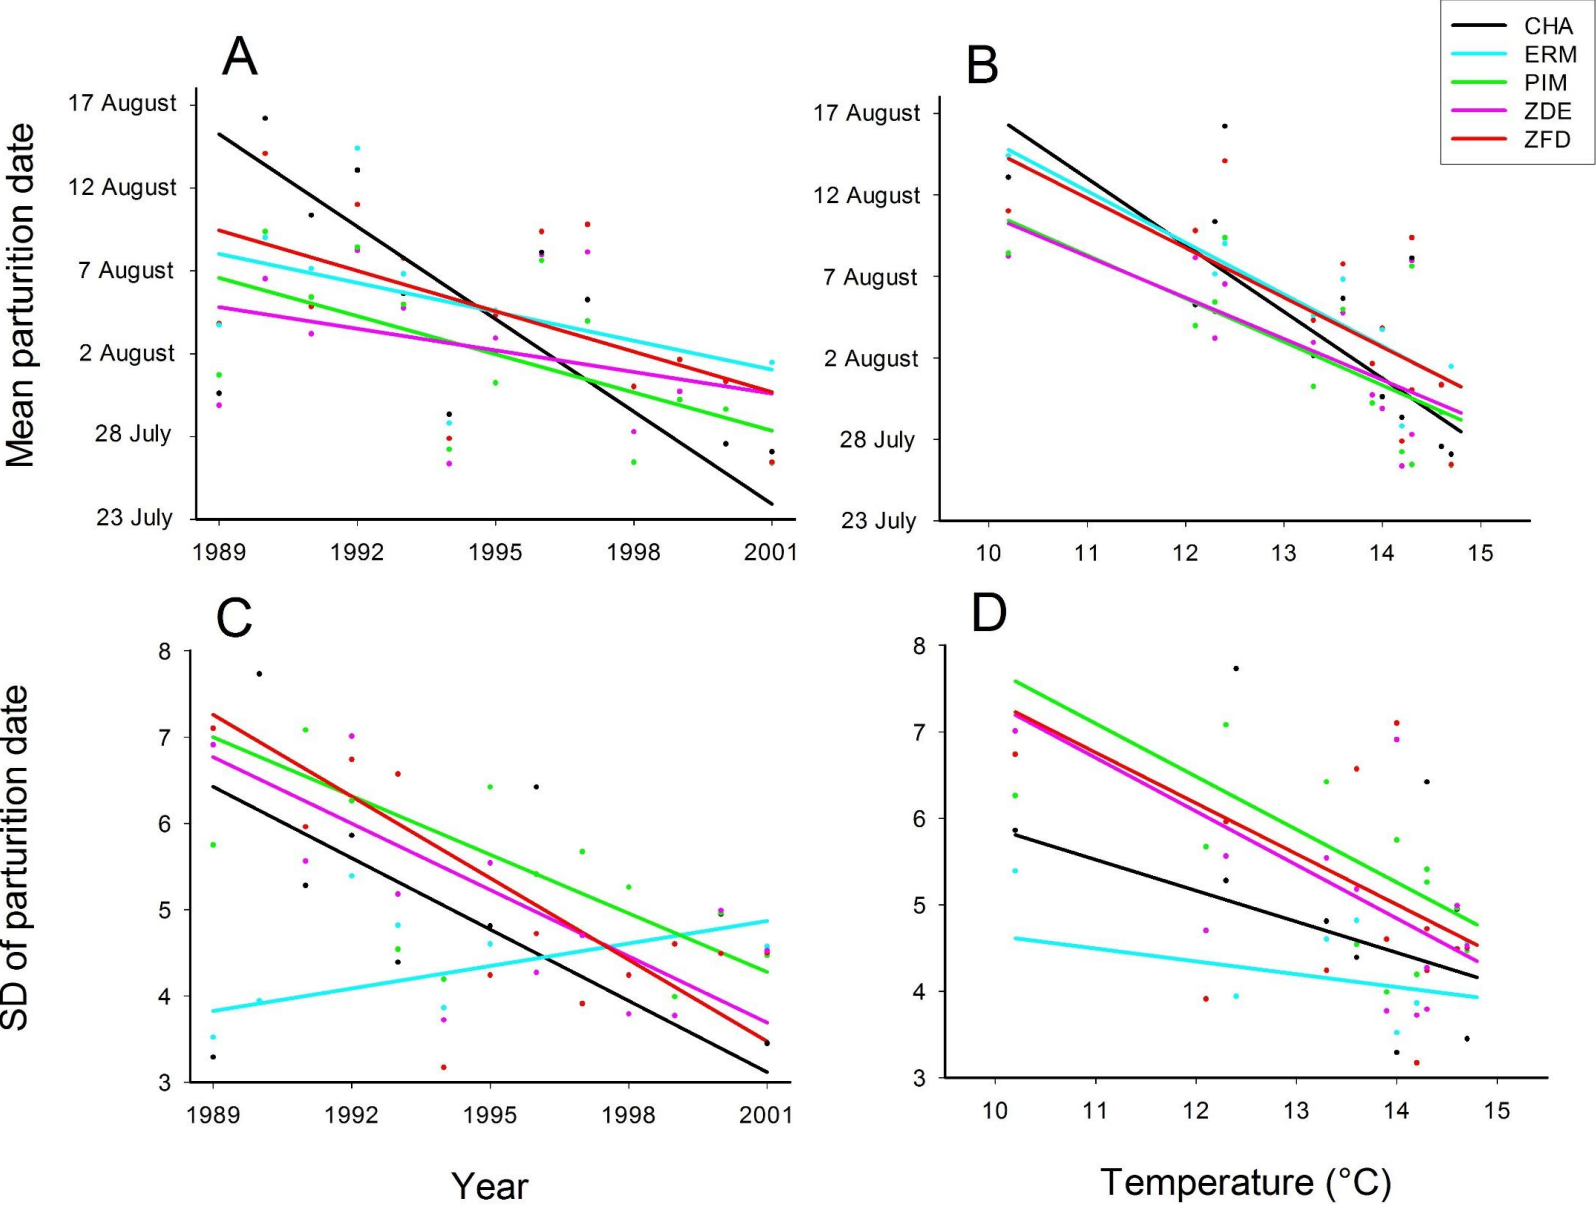 A
B
CHA
ERM
PIM
ZDE
ZFD
Mean parturition date
17 August
12 August
7 August
2 August
28 July
23 July
1989 1992 1995 1998 2001
17 August
12 August
7 August
2 August
28 July
23 July
10 11 12 13 14 15
C
D
SD of parturition date
8
7
6
5
4
3
1989 1992 1995 1998 2001
Year
8
7
6
5
4
3
10 11 12 13 14 15
Temperature (°C)